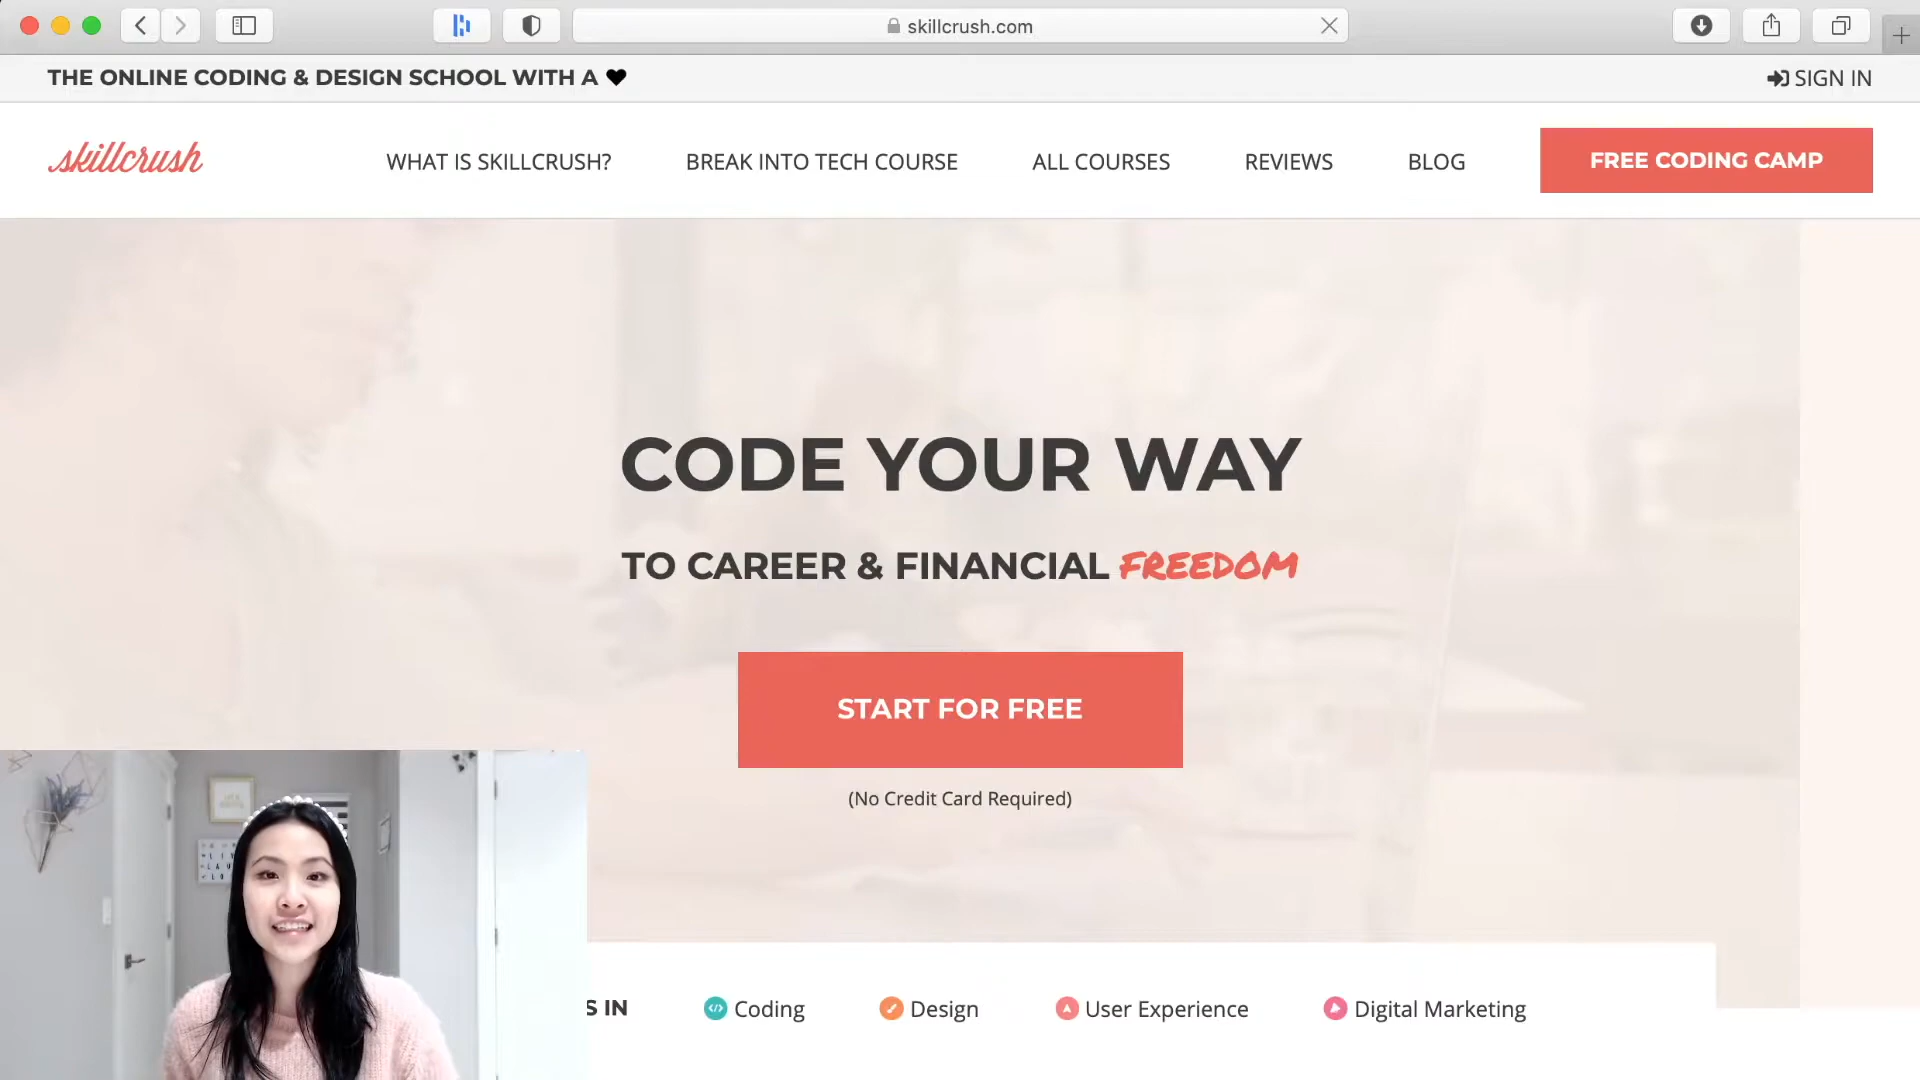 skillcrush.com
THE ONLINE CODING & DESIGN SCHOOL WITH A ♥
SIGN IN
skillcrush
WHAT IS SKILLCRUSH?
BREAK INTO TECH COURSE
ALL COURSES
REVIEWS
BLOG
FREE CODING CAMP
CODE YOUR WAY
TO CAREER & FINANCIAL FREEDOM
START FOR FREE
(No Credit Card Required)
S IN
Coding
Design
User Experience
Digital Marketing